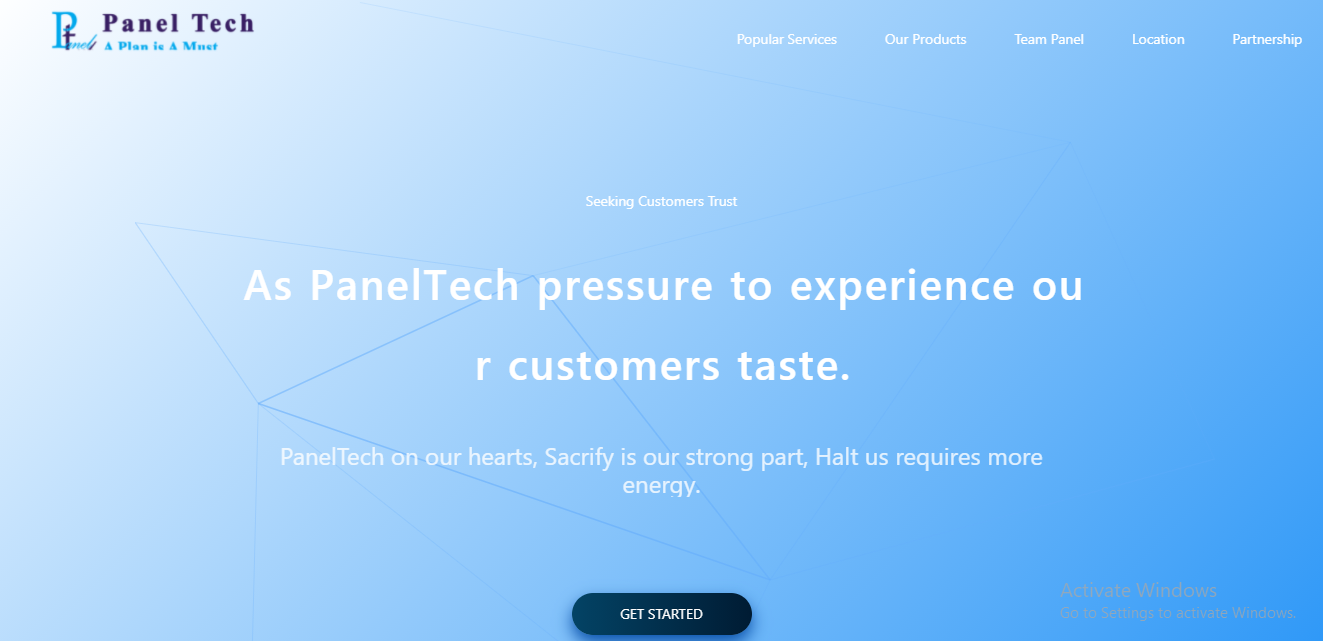 Panel Tech
Panel
A Plan is A Must
Popular Services
Our Products
Team Panel
Location
Partnership
Seeking Customers Trust
As PanelTech pressure to experience ou
r customers taste.
PanelTech on our hearts, Sacrify is our strong part, Halt us requires more
energy.
GET STARTED
Activate Windows
Go to Settings to activate Windows.